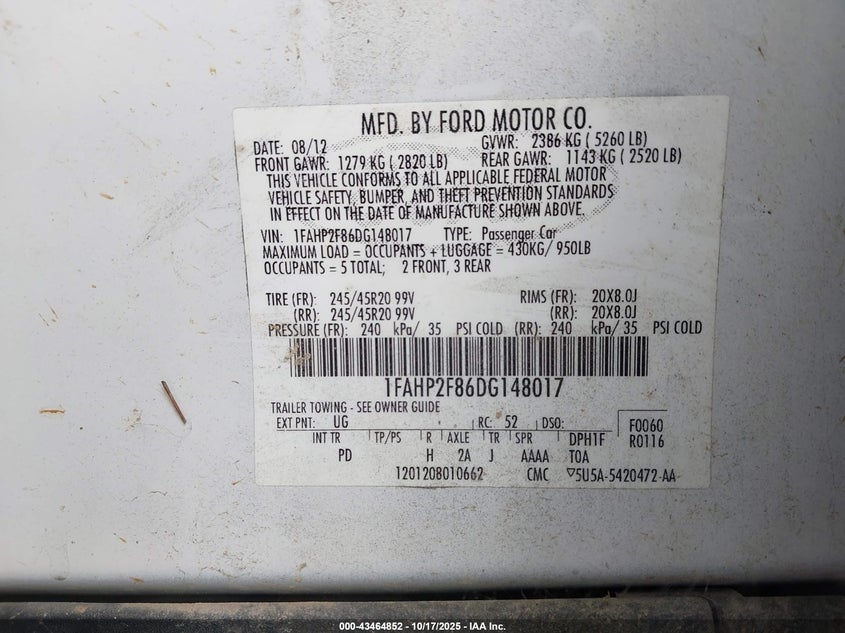 MFD. BY FORD MOTOR CO.
DATE: 08/12 GVWR: 2386 KG ( 5260 LB)
FRONT GAWR: 1279 KG ( 2820 LB) REAR GAWR: 1143 KG ( 2520 LB)
THIS VEHICLE CONFORMS TO ALL APPLICABLE FEDERAL MOTOR
VEHICLE SAFETY, BUMPER, AND THEFT PREVENTION STANDARDS
IN EFFECT ON THE DATE OF MANUFACTURE SHOWN ABOVE.
VIN: 1FAHP2F86DG148017 TYPE: Passenger Car
MAXIMUM LOAD = OCCUPANTS + LUGGAGE = 430KG/ 950LB
OCCUPANTS = 5 TOTAL; 2 FRONT, 3 REAR
TIRE (FR): 245/45R20 99V RIMS (FR): 20X8.0J
(RR): 245/45R20 99V (RR): 20X8.0J
PRESSURE (FR): 240 kPa/ 35 PSI COLD (RR): 240 kPa/ 35 PSI COLD
1FAHP2F86DG148017
TRAILER TOWING - SEE OWNER GUIDE
EXT PNT: UG RC: 52 DSO: F0060
INT TR TP/PS R AXLE TR SPR DPH1F R0116
PD H 2A J AAAA TOA
1201208010662 CMC 5U5A-5420472-AA
000-43464852 - 10/17/2025 - IAA Inc.